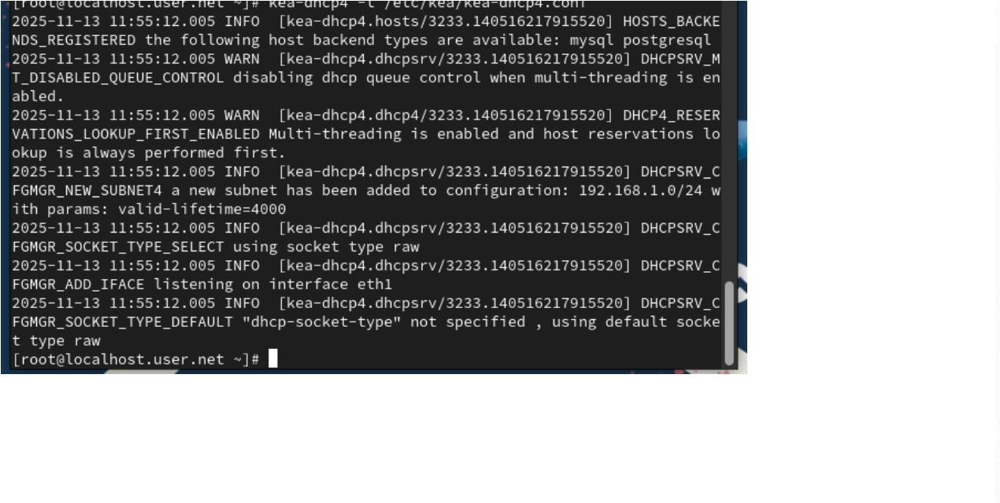 [root@localhost.user.net ~]# kea-dhcp4 -t /etc/kea/kea-dhcp4.conf
2025-11-13 11:55:12.005 INFO  [kea-dhcp4.hosts/3233.140516217915520] HOSTS_BACKE
NDS_REGISTERED the following host backend types are available: mysql postgresql
2025-11-13 11:55:12.005 WARN  [kea-dhcp4.dhcpsrv/3233.140516217915520] DHCPSRV_M
T_DISABLED_QUEUE_CONTROL disabling dhcp queue control when multi-threading is en
abled.
2025-11-13 11:55:12.005 WARN  [kea-dhcp4.dhcp4/3233.140516217915520] DHCP4_RESER
VATIONS_LOOKUP_FIRST_ENABLED Multi-threading is enabled and host reservations lo
okup is always performed first.
2025-11-13 11:55:12.005 INFO  [kea-dhcp4.dhcpsrv/3233.140516217915520] DHCPSRV_C
FGMGR_NEW_SUBNET4 a new subnet has been added to configuration: 192.168.1.0/24 w
ith params: valid-lifetime=4000
2025-11-13 11:55:12.005 INFO  [kea-dhcp4.dhcpsrv/3233.140516217915520] DHCPSRV_C
FGMGR_SOCKET_TYPE_SELECT using socket type raw
2025-11-13 11:55:12.005 INFO  [kea-dhcp4.dhcpsrv/3233.140516217915520] DHCPSRV_C
FGMGR_ADD_IFACE listening on interface eth1
2025-11-13 11:55:12.005 INFO  [kea-dhcp4.dhcpsrv/3233.140516217915520] DHCPSRV_C
FGMGR_SOCKET_TYPE_DEFAULT "dhcp-socket-type" not specified , using default socke
t type raw
[root@localhost.user.net ~]#